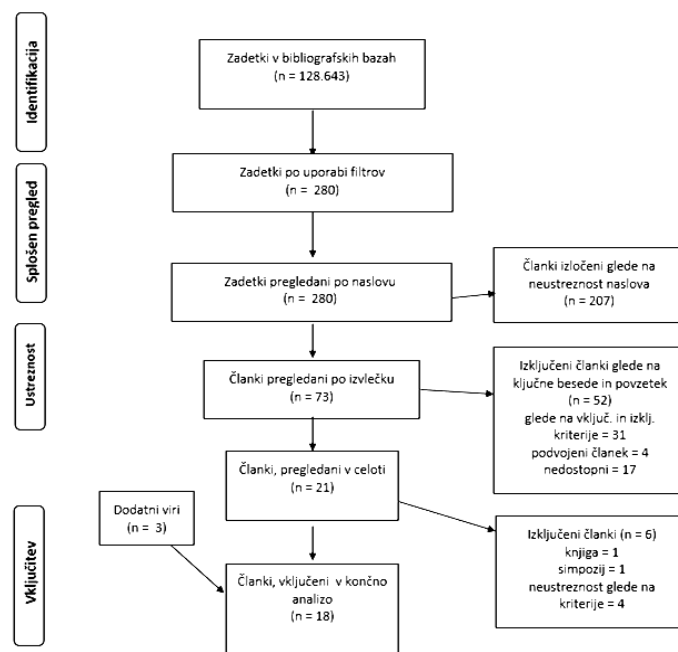 Identifikacija
Zadetki v bibliografskih bazah
(n = 128.643)
Splošen pregled
Zadetki po uporabi filtrov
(n =  280)
Zadetki pregledani po naslovu
(n =  280)
Članki izločeni glede na
neustreznost naslova
(n = 207)
Ustreznost
Članki pregledani po izvlečku
(n = 73)
Izključeni članki glede na
ključne besede in povzetek
(n = 52)
glede na vključ. in izklj.
kriterije = 31
podvojeni članek = 4
nedostopni = 17
Članki, pregledani v celoti
(n = 21)
Vključitev
Dodatni viri
(n =  3)
Izključeni članki (n = 6)
knjiga = 1
simpozij = 1
neustreznost glede na
kriterije = 4
Članki, vključeni  v končno
analizo
(n = 18)